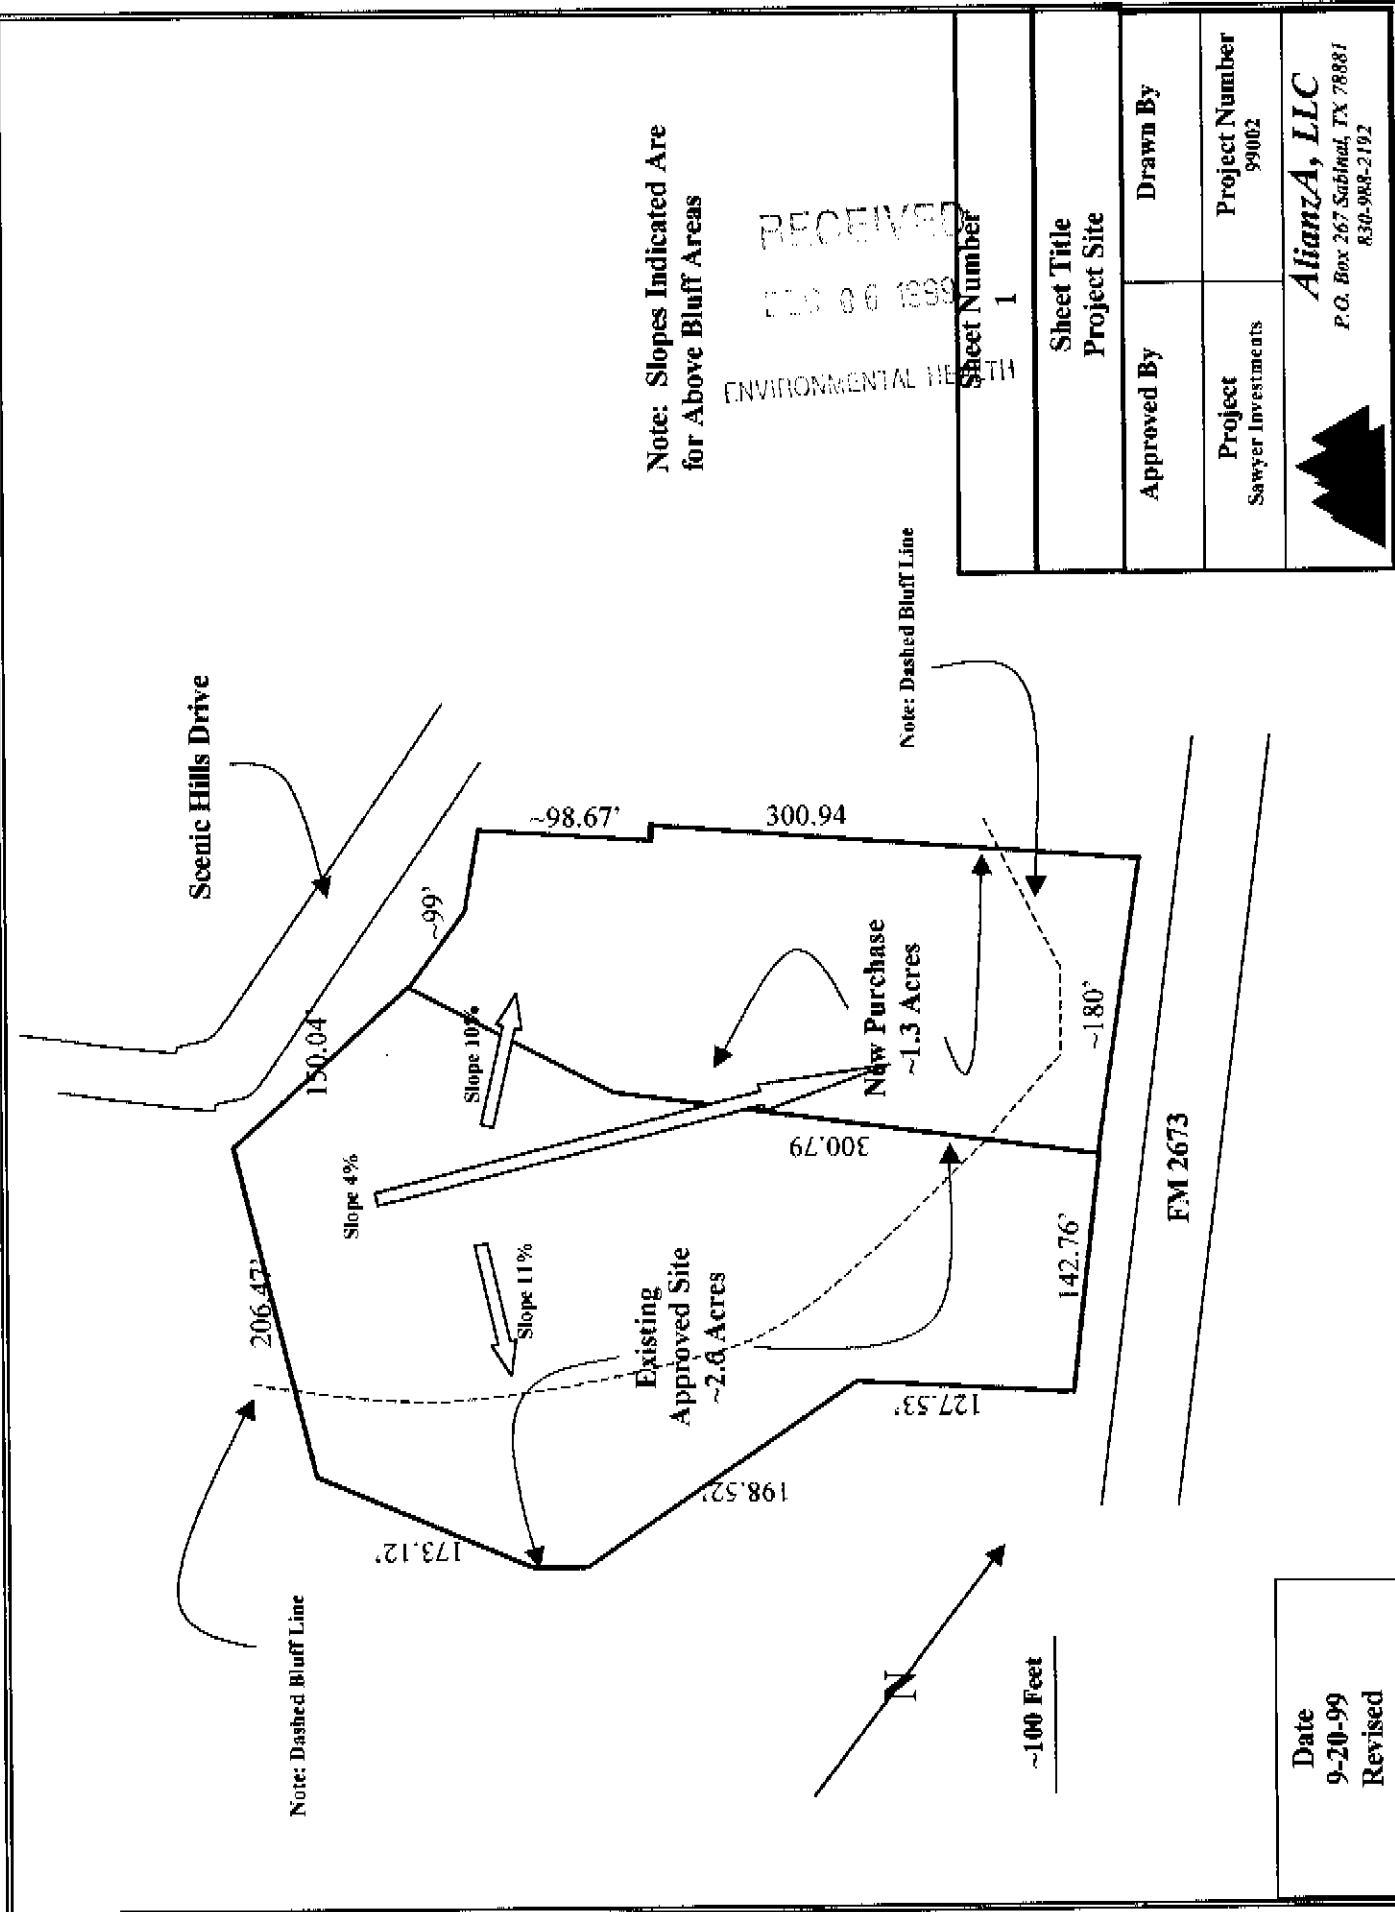 Scenic Hills Drive
Note: Slopes Indicated Are
for Above Bluff Areas
RECEIVED
DEC 06 1999
ENVIRONMENTAL HEALTH
Note: Dashed Bluff Line
206.47'
150.04'
~99'
~98.67'
300.94
173.12'
198.52'
127.53'
142.76'
~180'
300.79
Slope 4%
Slope 11%
Slope 10%
Existing
Approved Site
~2.6 Acres
New Purchase
~1.3 Acres
Note: Dashed Bluff Line
FM 2673
N
~100 Feet
Date
9-20-99
Revised
Sheet Number
1
Sheet Title
Project Site
Approved By
Drawn By
Project
Sawyer Investments
Project Number
99002
AlianzA, LLC
P.O. Box 267 Sabinal, TX 78881
830-988-2192